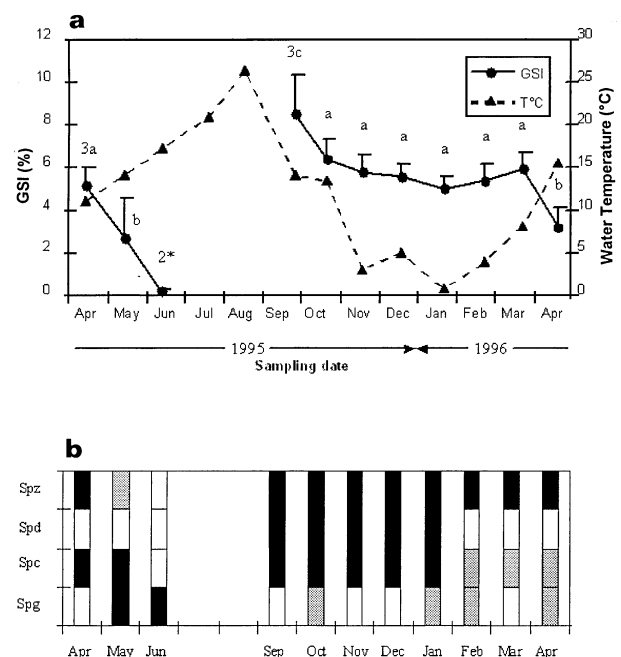 a
12
10
8
6
4
2
0
GSI (%)
30
25
20
15
10
5
0
Water Temperature (°C)
GSI
T°C
3a
b
2*
3c
a
a
a
a
a
a
b
Apr May Jun Jul Aug Sep Oct Nov Dec Jan Feb Mar Apr
1995 1996
Sampling date
b
Spz
Spd
Spc
Spg
Apr May Jun Sep Oct Nov Dec Jan Feb Mar Apr